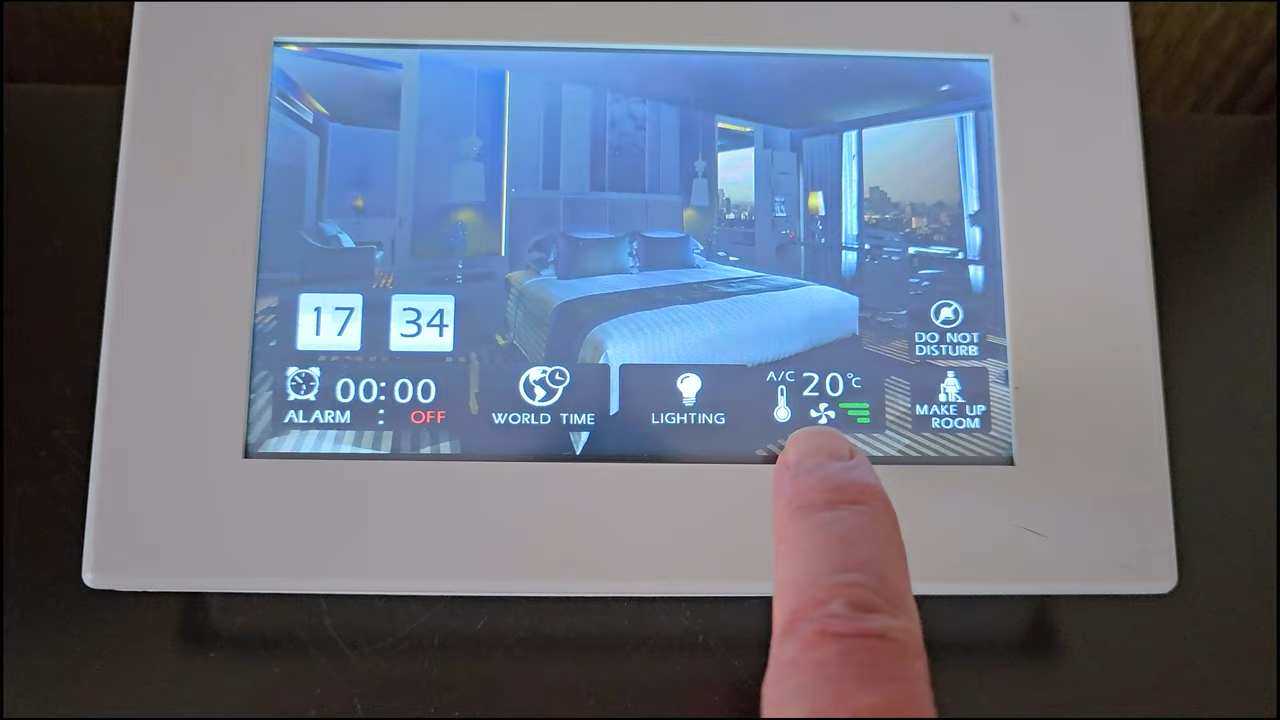 17 34
DO NOT
DISTURB
00:00
ALARM : OFF
WORLD TIME
LIGHTING
A/C 20°C
MAKE UP
ROOM